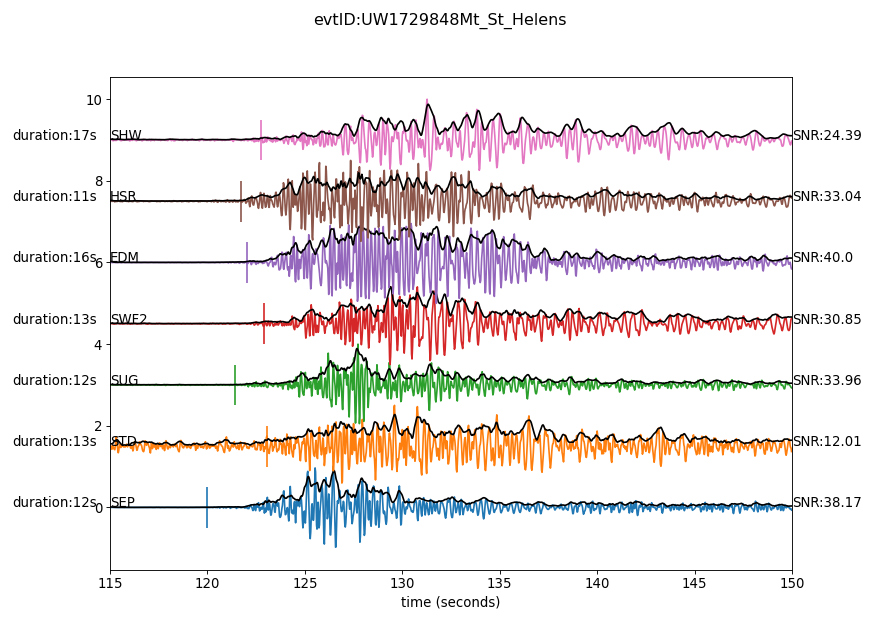 evtID:UW1729848Mt_St_Helens
10
duration:17s SHW SNR:24.39
8
duration:11s HSR SNR:33.04
duration:16s EDM SNR:40.0
6
duration:13s SWF2 SNR:30.85
4
duration:12s SUG SNR:33.96
2
duration:13s STD SNR:12.01
duration:12s SEP SNR:38.17
0
115 120 125 130 135 140 145 150
time (seconds)